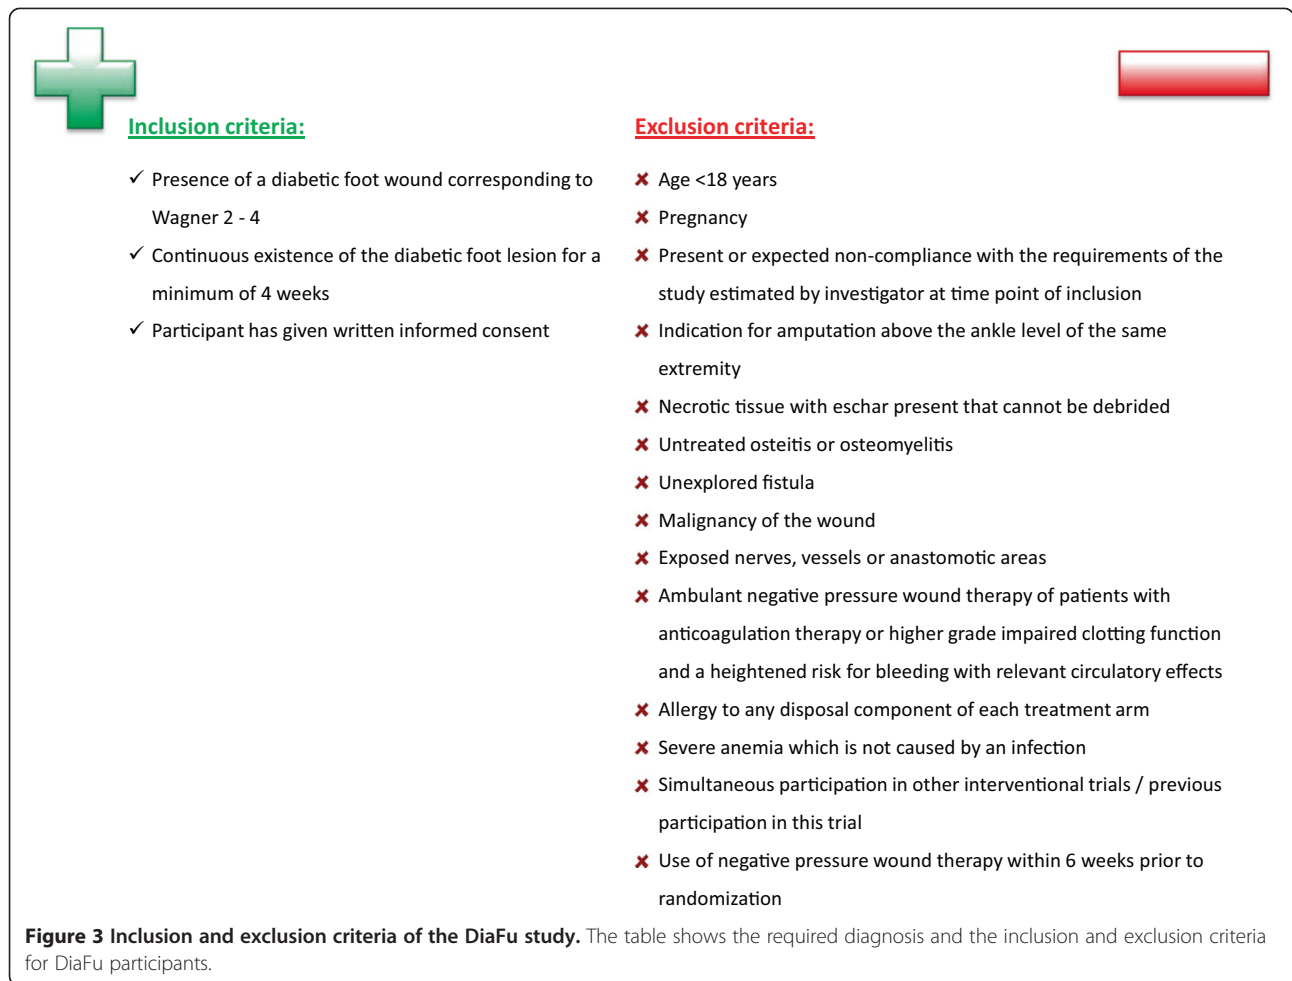 Inclusion criteria:
✓ Presence of a diabetic foot wound corresponding to
Wagner 2 - 4
✓ Continuous existence of the diabetic foot lesion for a
minimum of 4 weeks
✓ Participant has given written informed consent
Exclusion criteria:
✘ Age <18 years
✘ Pregnancy
✘ Present or expected non-compliance with the requirements of the
study estimated by investigator at time point of inclusion
✘ Indication for amputation above the ankle level of the same
extremity
✘ Necrotic tissue with eschar present that cannot be debrided
✘ Untreated osteitis or osteomyelitis
✘ Unexplored fistula
✘ Malignancy of the wound
✘ Exposed nerves, vessels or anastomotic areas
✘ Ambulant negative pressure wound therapy of patients with
anticoagulation therapy or higher grade impaired clotting function
and a heightened risk for bleeding with relevant circulatory effects
✘ Allergy to any disposal component of each treatment arm
✘ Severe anemia which is not caused by an infection
✘ Simultaneous participation in other interventional trials / previous
participation in this trial
✘ Use of negative pressure wound therapy within 6 weeks prior to
randomization
Figure 3 Inclusion and exclusion criteria of the DiaFu study. The table shows the required diagnosis and the inclusion and exclusion criteria
for DiaFu participants.